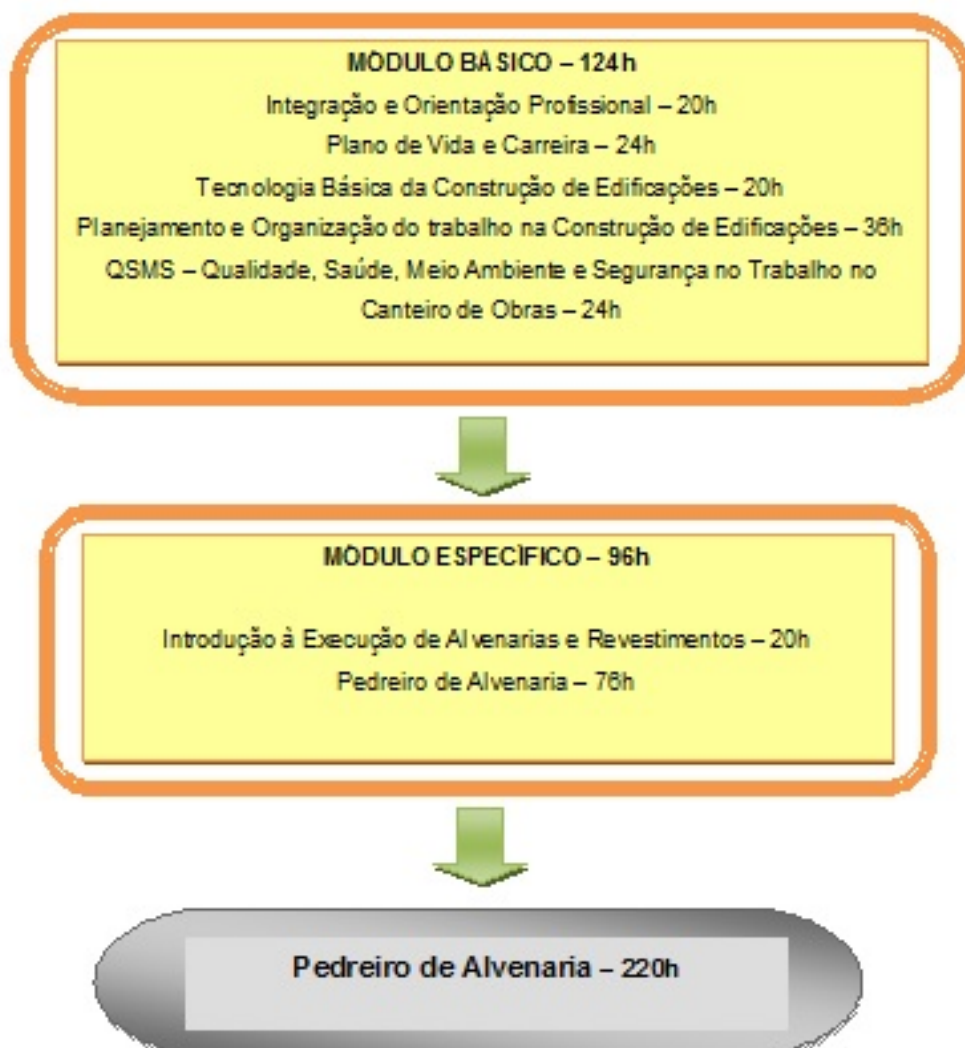 MÓDULO BÁSICO – 124h
Integração e Orientação Profissional – 20h
Plano de Vida e Carreira – 24h
Tecnologia Básica da Construção de Edificações – 20h
Planejamento e Organização do trabalho na Construção de Edificações – 36h
QSMS – Qualidade, Saúde, Meio Ambiente e Segurança no Trabalho no
Canteiro de Obras – 24h
MÓDULO ESPECÍFICO – 96h
Introdução à Execução de Alvenarias e Revestimentos – 20h
Pedreiro de Alvenaria – 76h
Pedreiro de Alvenaria – 220h